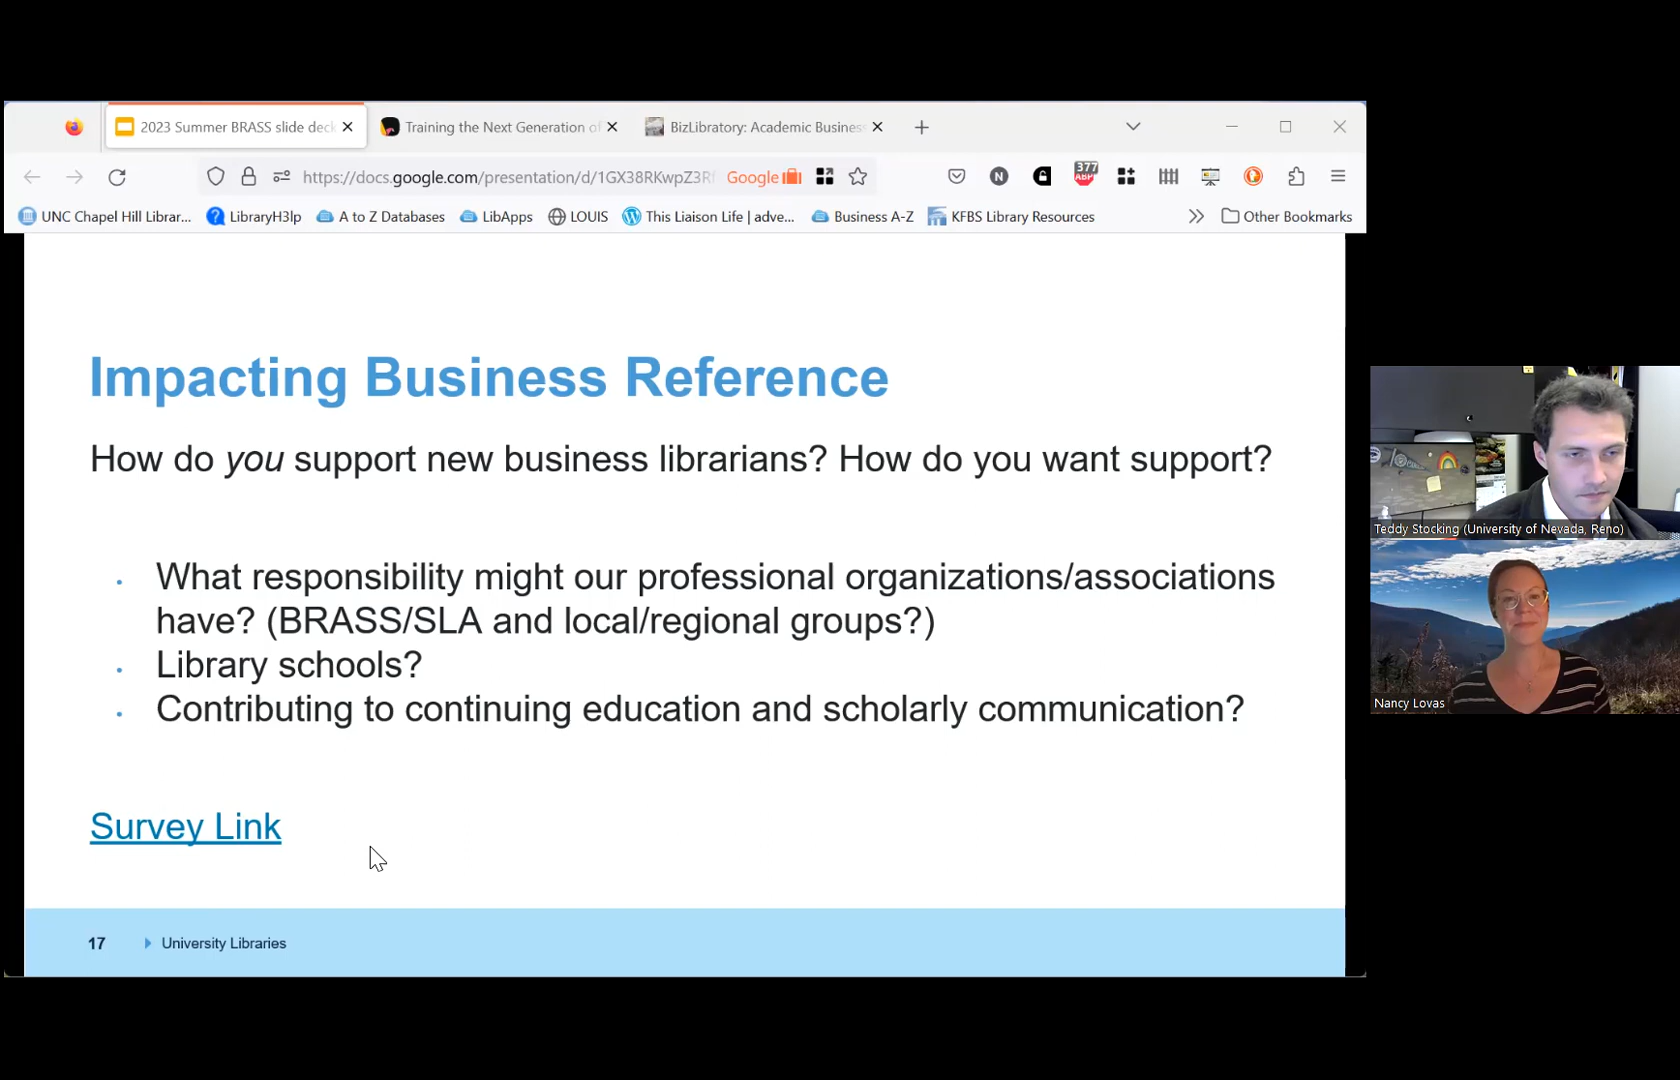 2023 Summer BRASS slide deck
Training the Next Generation of
BizLibratory: Academic Business
https://docs.google.com/presentation/d/1GX38RKwpZ3R
Google
N
377
ABP
UNC Chapel Hill Librar...
LibraryH3lp
A to Z Databases
LibApps
LOUIS
This Liaison Life | adve...
Business A-Z
KFBS Library Resources
Other Bookmarks
Impacting Business Reference
How do you support new business librarians? How do you want support?
What responsibility might our professional organizations/associations
have? (BRASS/SLA and local/regional groups?)
Library schools?
Contributing to continuing education and scholarly communication?
Survey Link
17
University Libraries
Teddy Stocking (University of Nevada, Reno)
Nancy Lovas